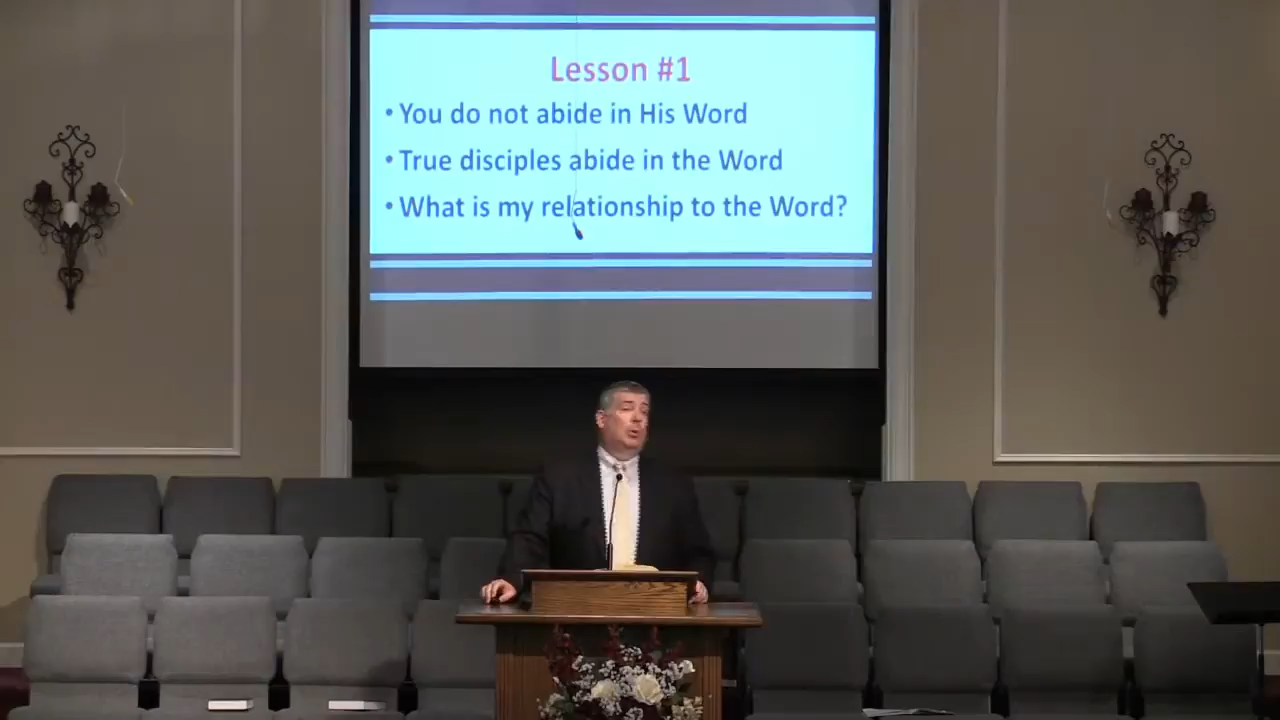 Lesson #1
• You do not abide in His Word
• True disciples abide in the Word
• What is my relationship to the Word?